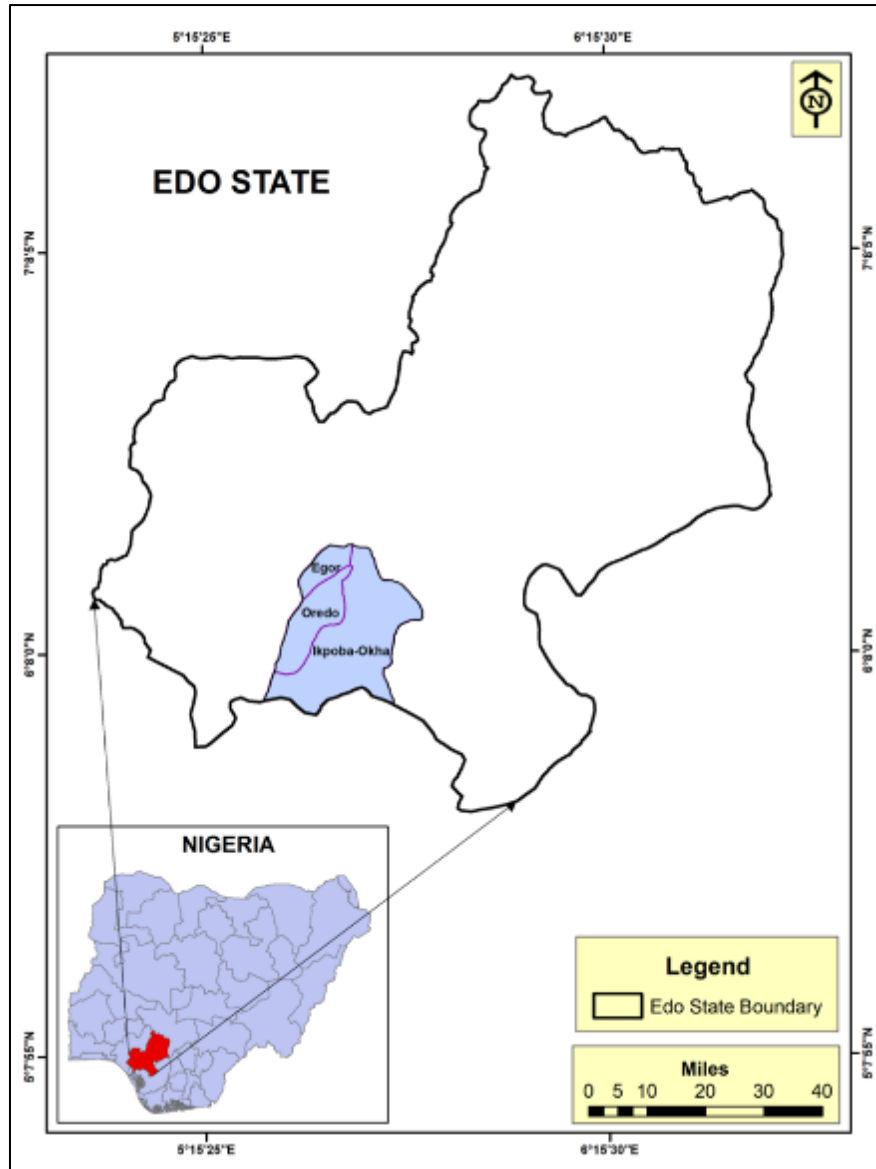 5°15'25"E 6°15'30"E
N
EDO STATE
7°8'5"N 7°8'5"N
Egor
Oredo
Ikpoba-Okha
6°8'0"N 6°8'0"N
NIGERIA
Legend
Edo State Boundary
5°7'55"N 5°7'55"N
Miles
0 5 10 20 30 40
5°15'25"E 6°15'30"E